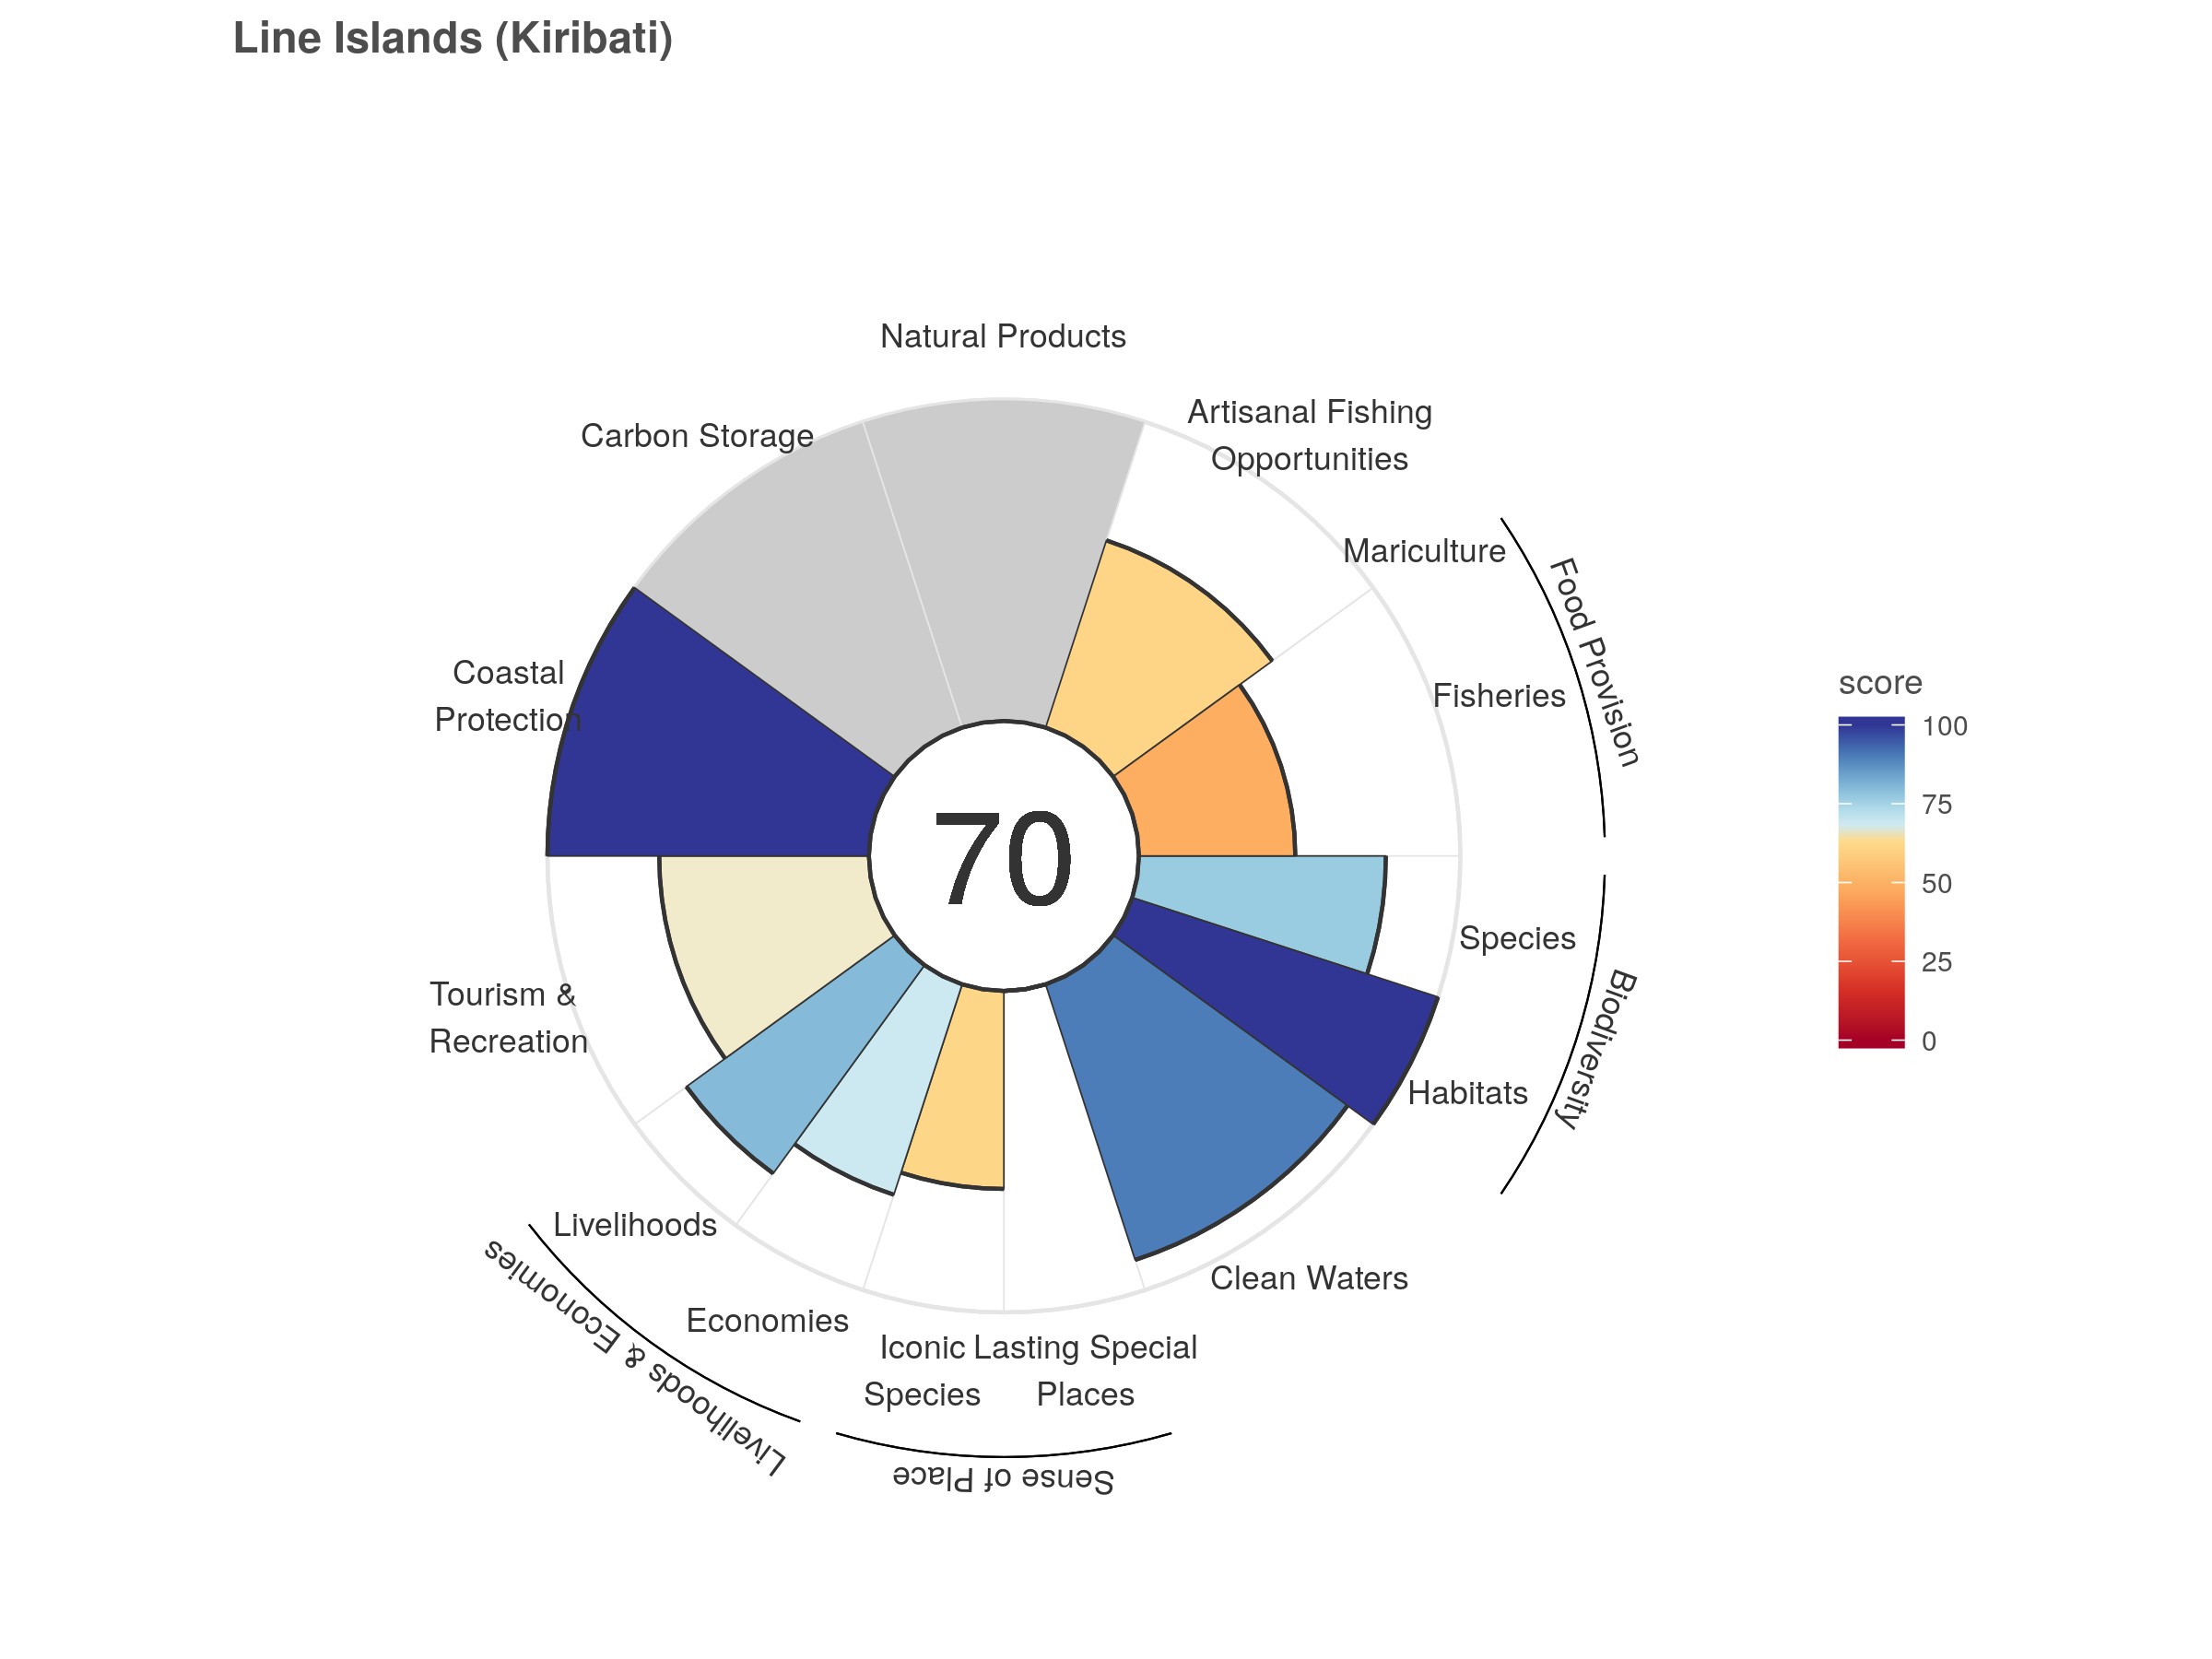 Line Islands (Kiribati)
Natural Products
Artisanal Fishing
Opportunities
Carbon Storage
Mariculture
Food Provision
Fisheries
Coastal
Protection
score
100
75
50
25
0
70
Species
Biodiversity
Habitats
Tourism &
Recreation
Livelihoods
Livelihoods & Economies
Clean Waters
Economies
Iconic
Species
Lasting Special
Places
Sense of Place